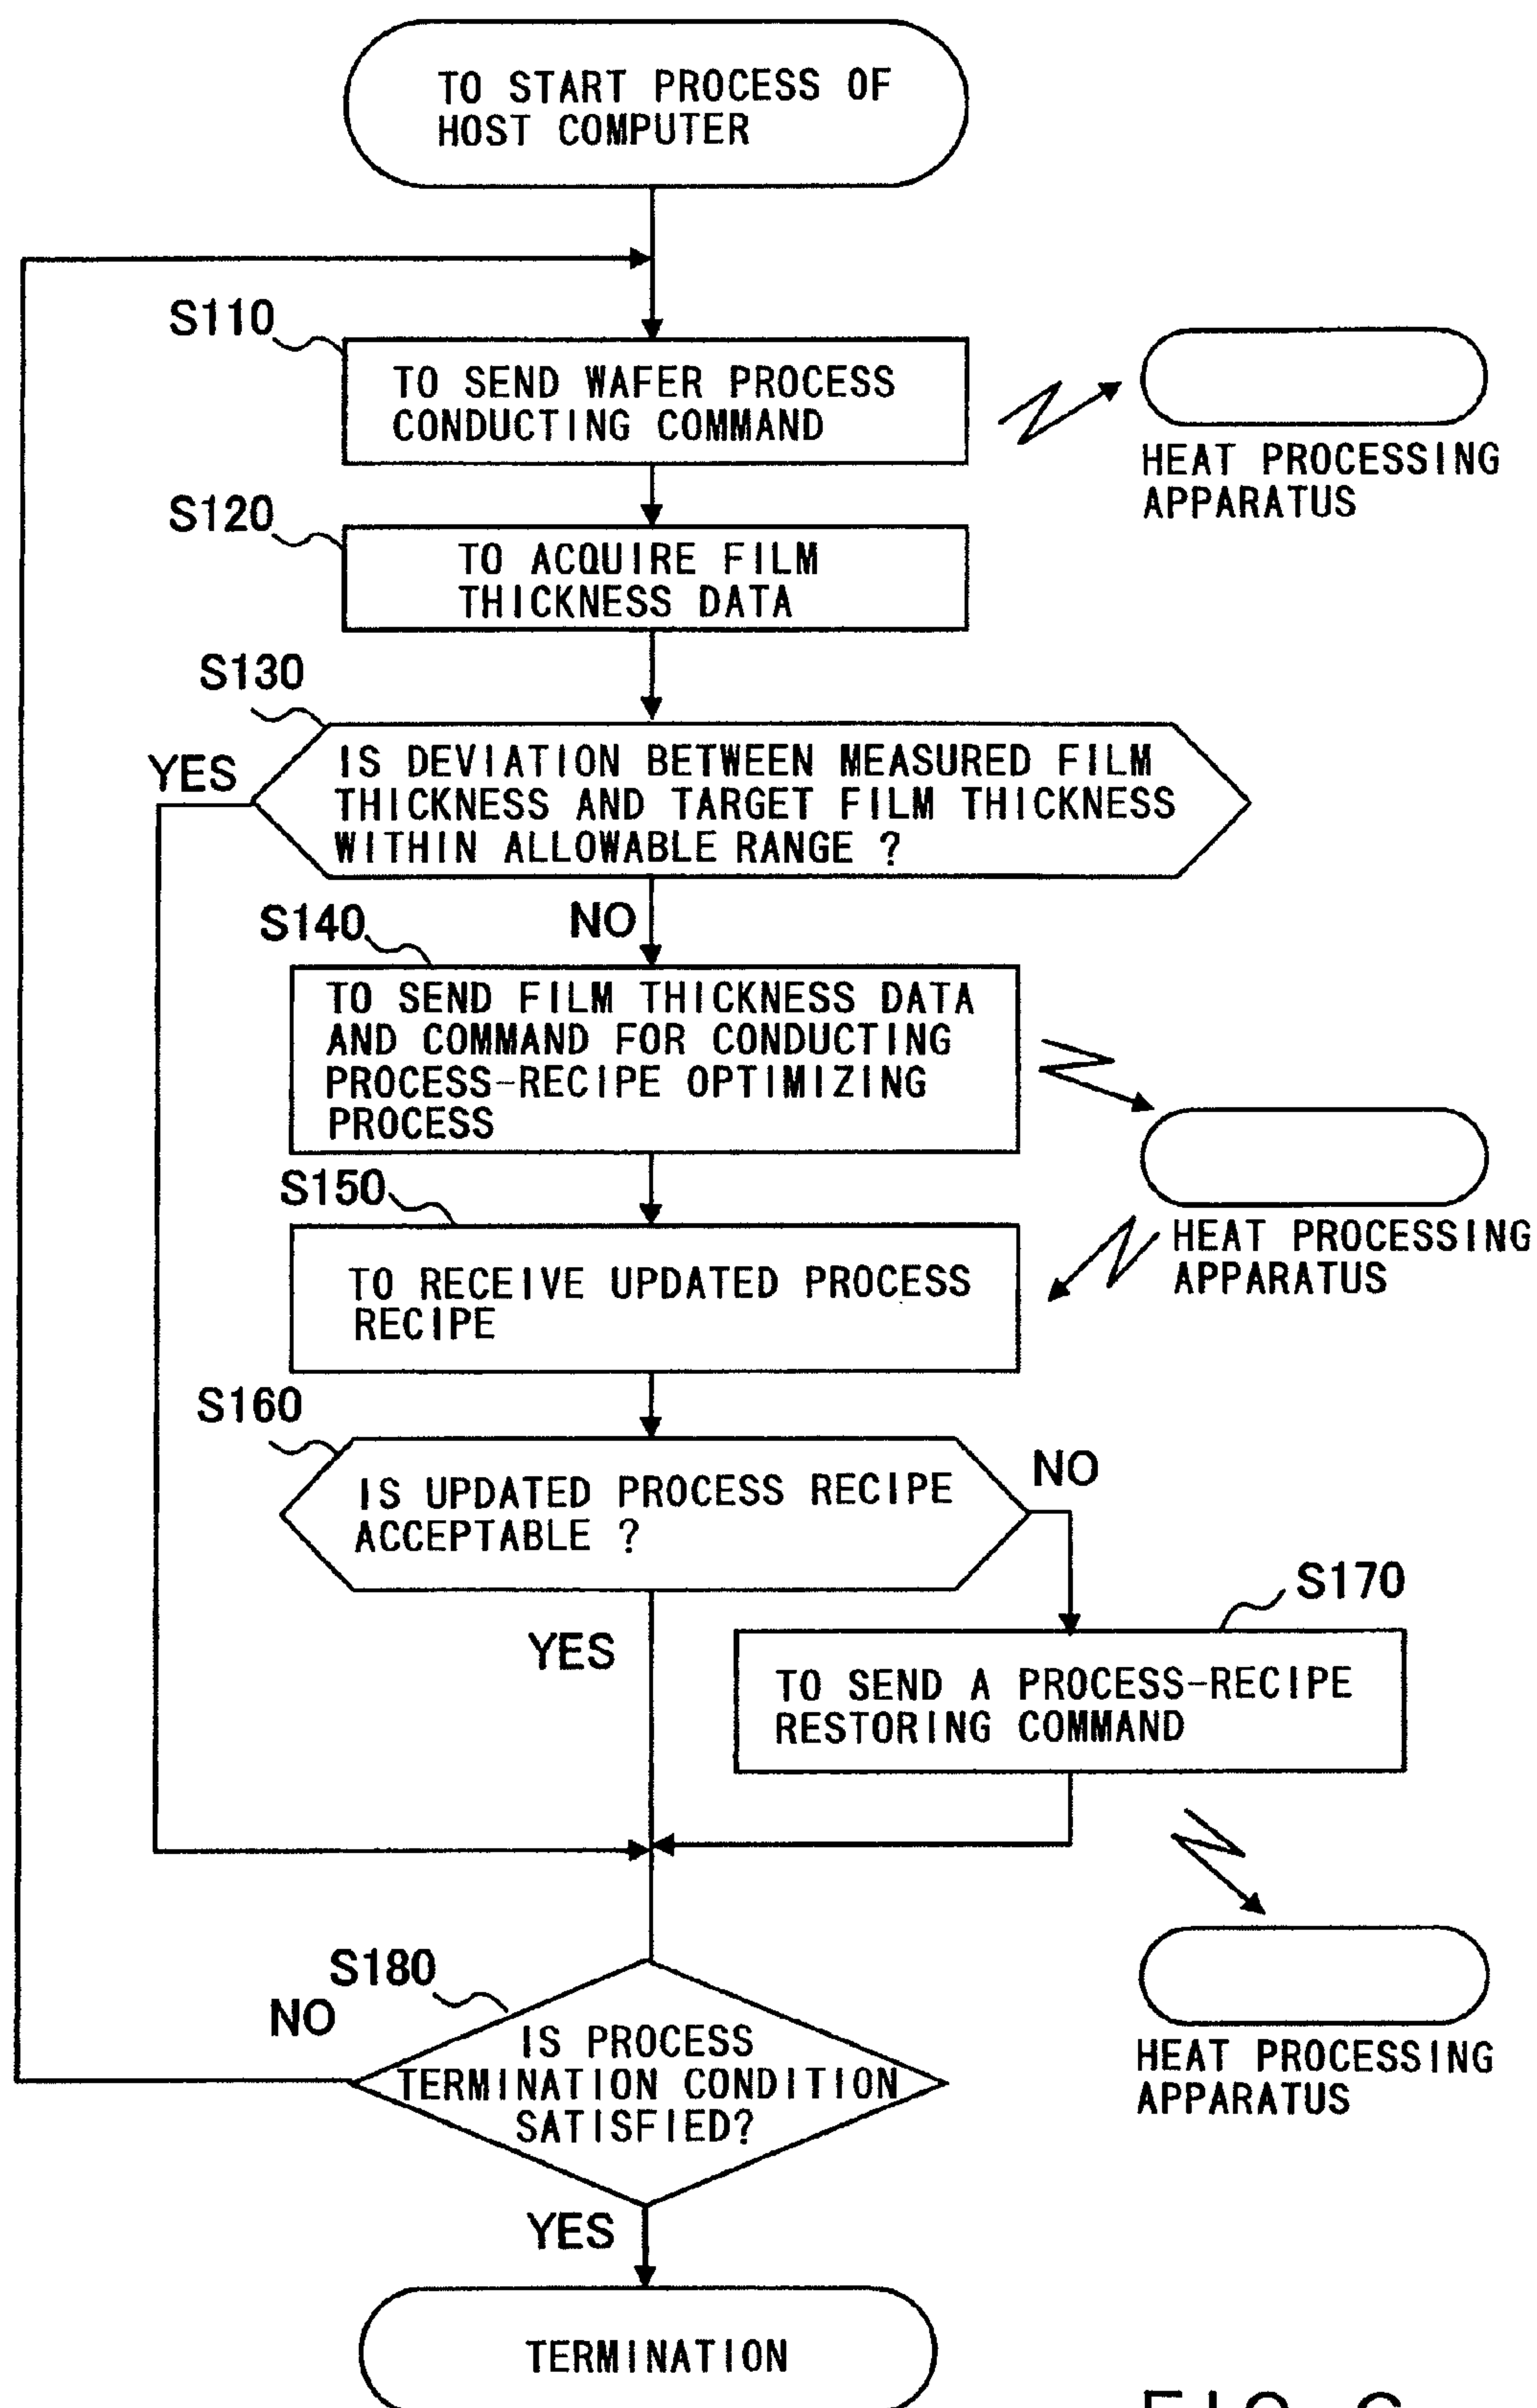 TO START PROCESS OF
HOST COMPUTER
S110
TO SEND WAFER PROCESS
CONDUCTING COMMAND
HEAT PROCESSING
APPARATUS
S120
TO ACQUIRE FILM
THICKNESS DATA
S130
YES
IS DEVIATION BETWEEN MEASURED FILM
THICKNESS AND TARGET FILM THICKNESS
WITHIN ALLOWABLE RANGE ?
NO
S140
TO SEND FILM THICKNESS DATA
AND COMMAND FOR CONDUCTING
PROCESS-RECIPE OPTIMIZING
PROCESS
HEAT PROCESSING
APPARATUS
S150
TO RECEIVE UPDATED PROCESS
RECIPE
S160
IS UPDATED PROCESS RECIPE
ACCEPTABLE ?
NO
YES
S170
TO SEND A PROCESS-RECIPE
RESTORING COMMAND
HEAT PROCESSING
APPARATUS
S180
NO
IS PROCESS
TERMINATION CONDITION
SATISFIED?
YES
TERMINATION
FIG.